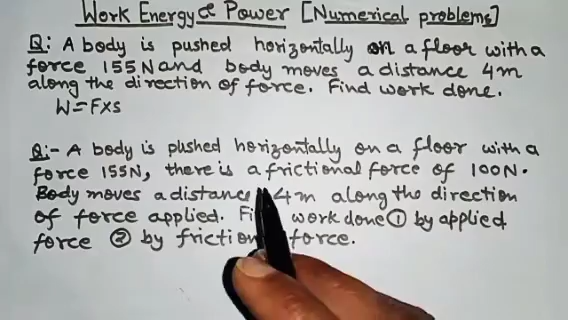 Work Energy & Power [Numerical problems]
Q:- A body is pushed horizontally on a floor with a
force 155N and body moves a distance 4m
along the direction of force. Find work done.
W=F×s
Q:- A body is pushed horizontally on a floor with a
force 155N, there is a frictional force of 100N.
Body moves a distance 4m along the direction
of force applied. work done ① by applied
force ② by force.